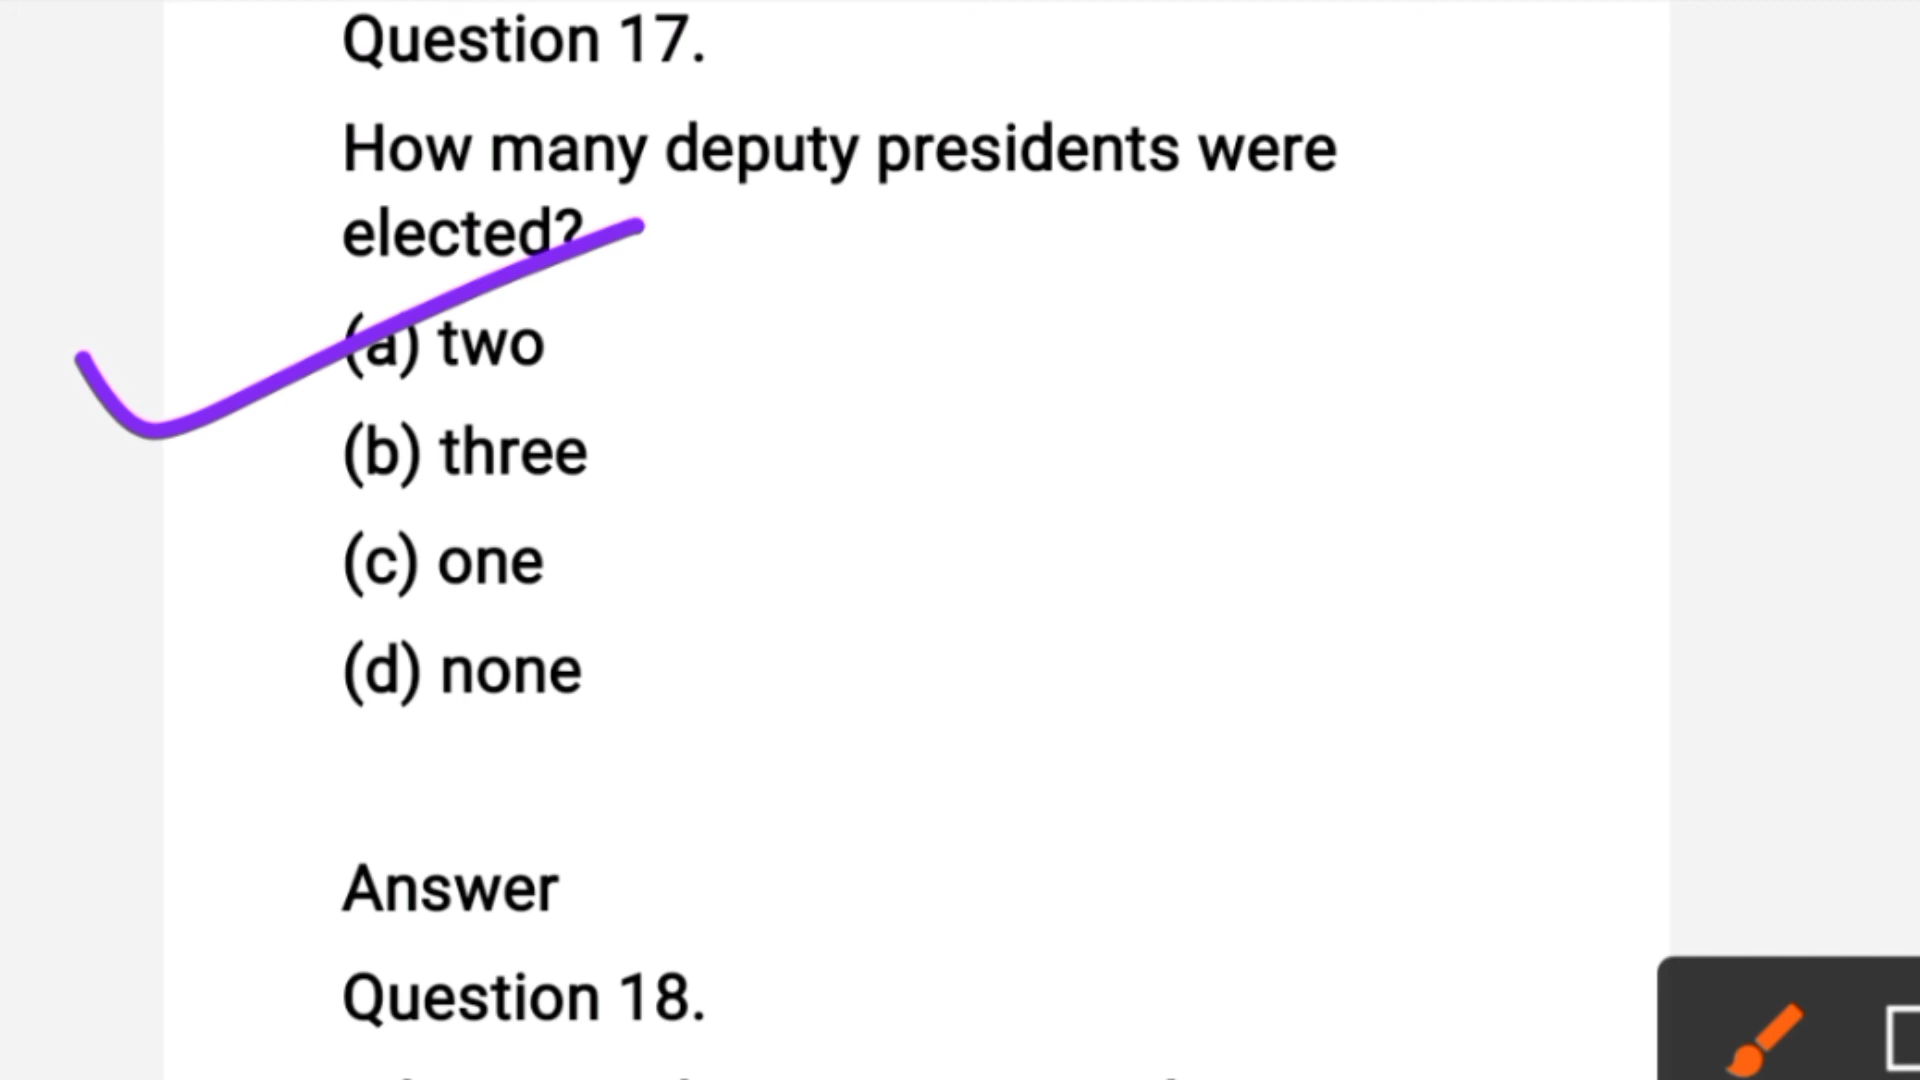 Question 17.
How many deputy presidents were
elected?
(a) two
(b) three
(c) one
(d) none
Answer
Question 18.